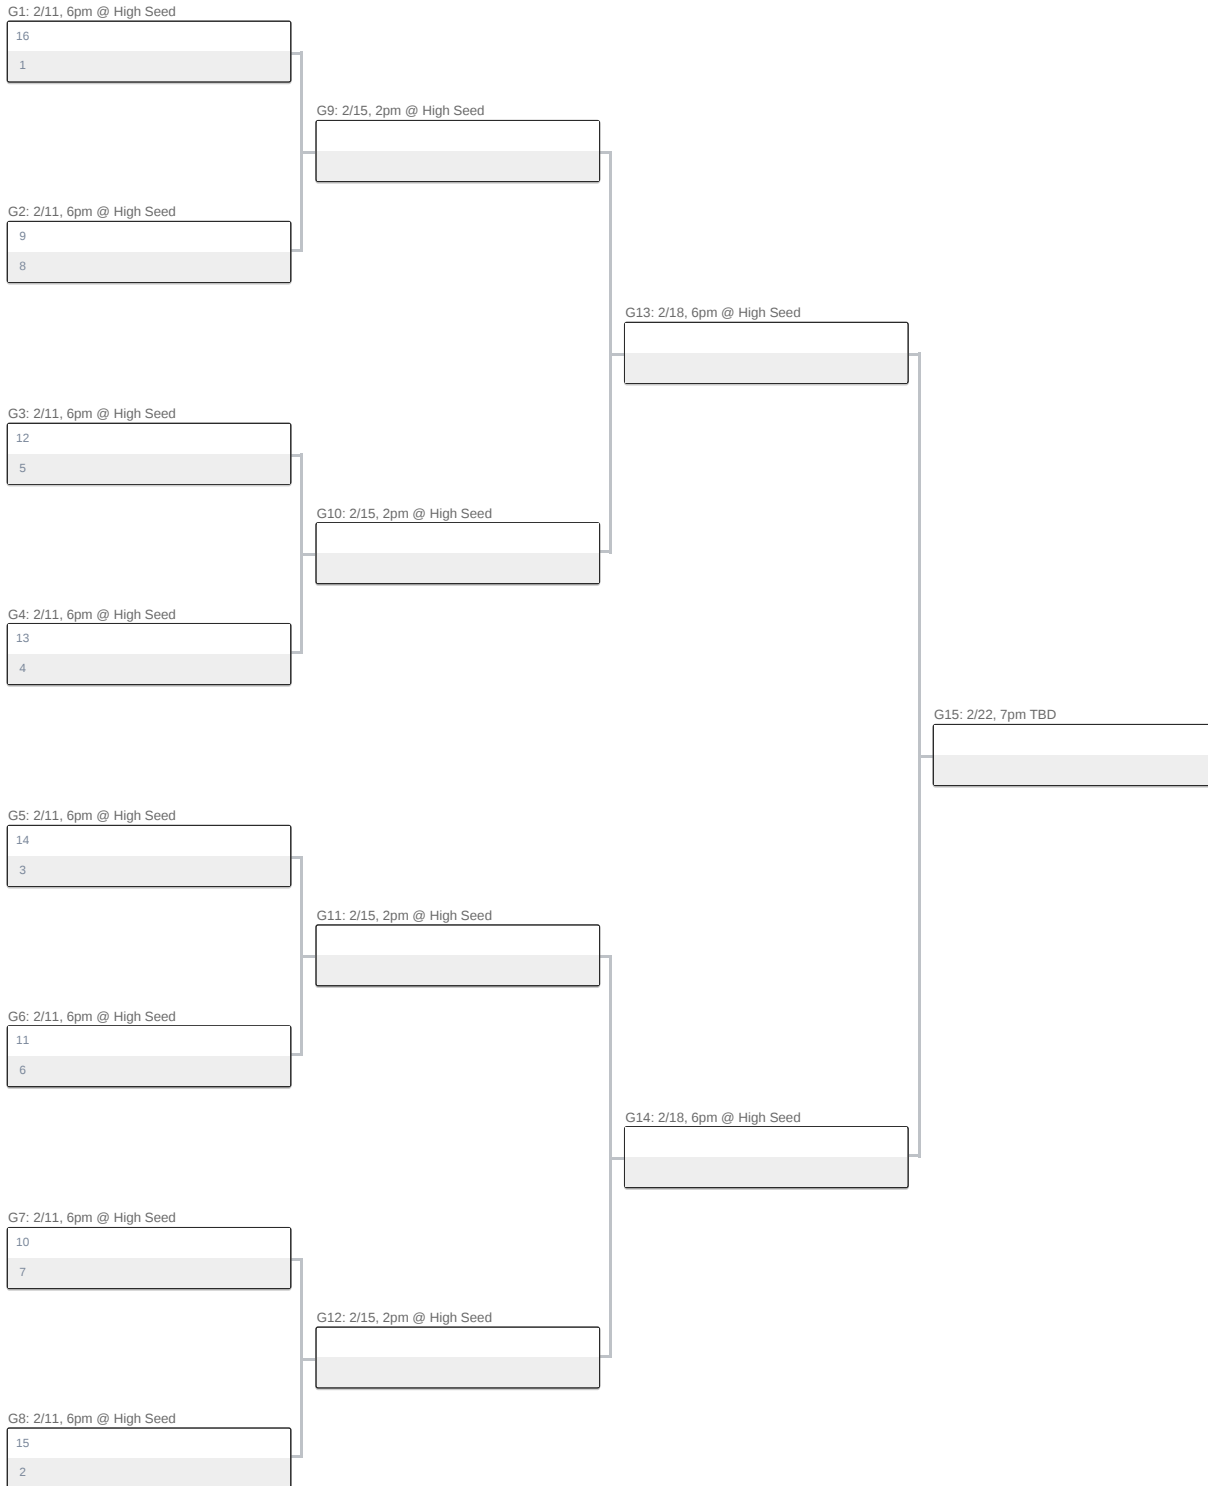 G1: 2/11, 6pm @ High Seed
16
1
G9: 2/15, 2pm @ High Seed
G2: 2/11, 6pm @ High Seed
9
8
G13: 2/18, 6pm @ High Seed
G3: 2/11, 6pm @ High Seed
12
5
G10: 2/15, 2pm @ High Seed
G4: 2/11, 6pm @ High Seed
13
4
G15: 2/22, 7pm TBD
G5: 2/11, 6pm @ High Seed
14
3
G11: 2/15, 2pm @ High Seed
G6: 2/11, 6pm @ High Seed
11
6
G14: 2/18, 6pm @ High Seed
G7: 2/11, 6pm @ High Seed
10
7
G12: 2/15, 2pm @ High Seed
G8: 2/11, 6pm @ High Seed
15
2